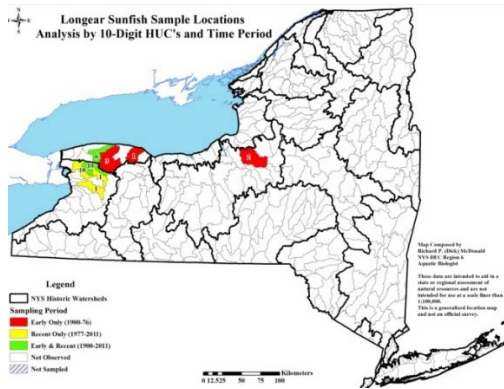 Longear Sunfish Sample Locations
Analysis by 10-Digit HUC's and Time Period
N
S
Map Composed by
Richard P. (Dick) McDonald
NYS DEC Region 6
Aquatic Biologist
These data are intended to aid in a
state or regional assessment of
natural resources and are not
intended for use at a scale finer than
1:100,000.
This is a generalized location map
and not an official survey.
Legend
NYS Historic Watersheds
Sampling Period
Early Only (1900-76)
Recent Only (1977-2011)
Early & Recent (1900-2011)
Not Observed
Not Sampled
Kilometers
0 12.525 50 75 100